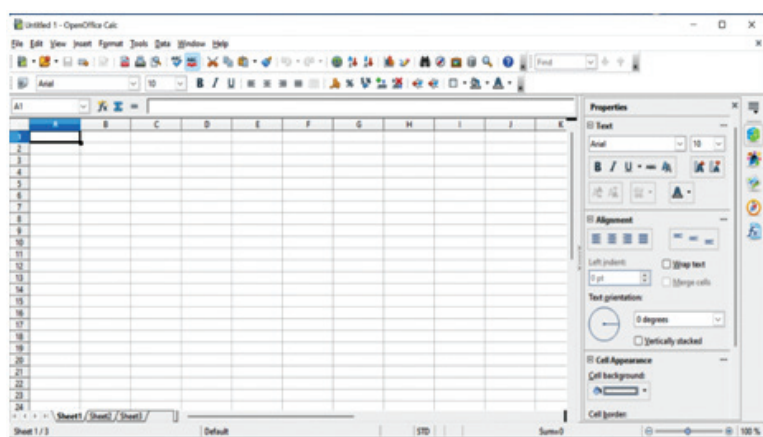 Untitled 1 - OpenOffice Calc
File Edit View Insert Format Tools Data Window Help
Find
Arial 10 B I U
A1 =
A B C D E F G H I J K
1
2
3
4
5
6
7
8
9
10
11
12
13
14
15
16
17
18
19
20
21
22
23
24
Sheet1 Sheet2 Sheet3
Sheet 1 / 3 Default STD Sum=0 100 %
Properties
Text
Arial 10
B I U
A
Alignment
Left indent: Wrap text
0 pt Merge cells
Text orientation:
0 degrees
Vertically stacked
Cell Appearance
Cell background:
Cell border